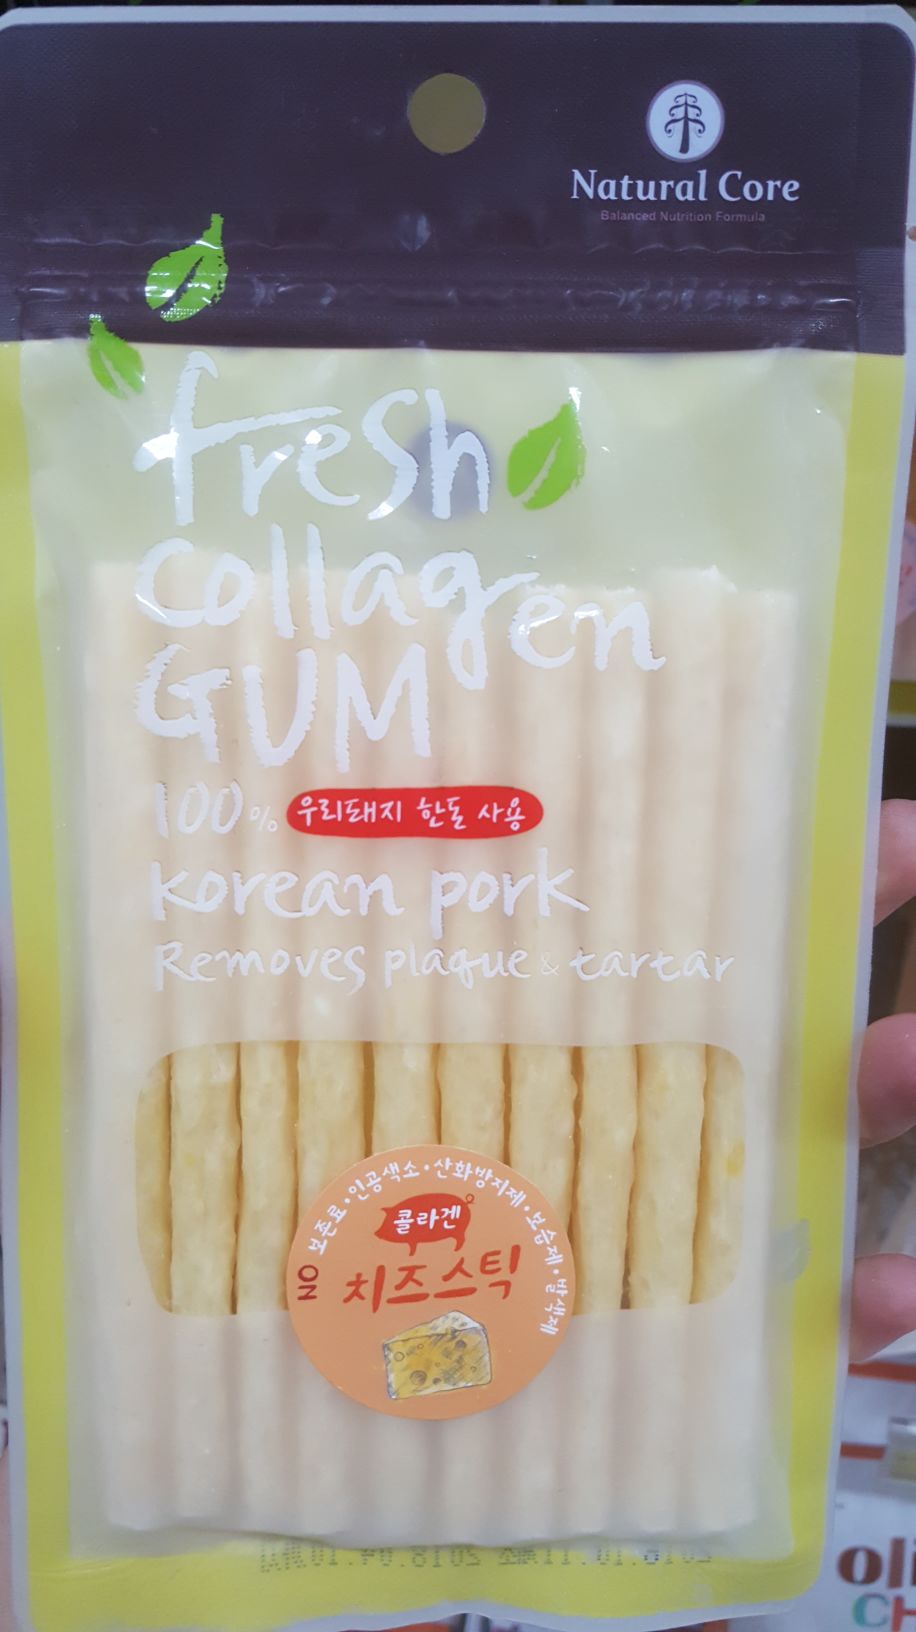 Natural Core
Balanced Nutrition Formula
fresh
collagen
GUM
100% 우리돼지 한돈 사용
korean pork
Removes plaque & tartar
NO 보존료·인공색소·산화방지제·보습제·발색제
콜라겐
치즈스틱